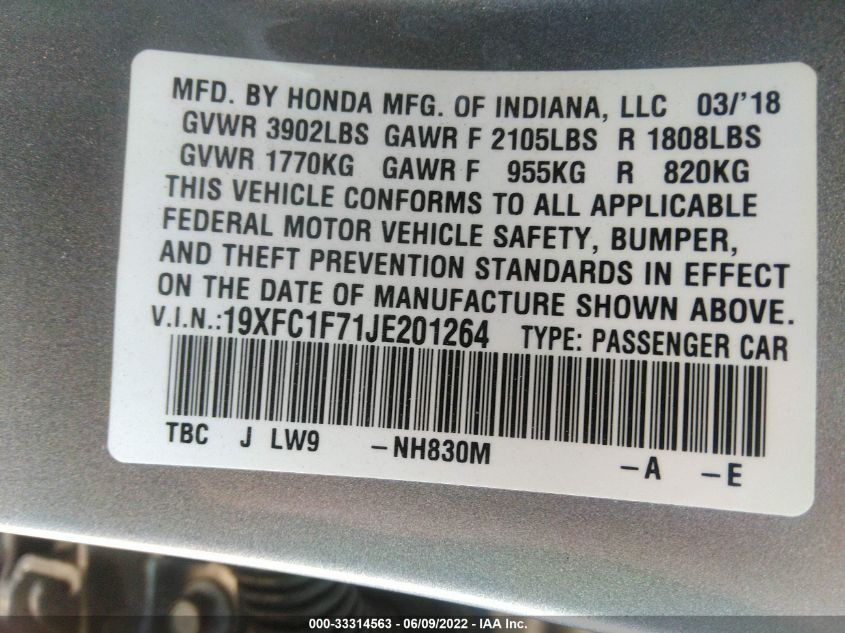 MFD. BY HONDA MFG. OF INDIANA, LLC 03/'18
GVWR 3902LBS GAWR F 2105LBS R 1808LBS
GVWR 1770KG GAWR F 955KG R 820KG
THIS VEHICLE CONFORMS TO ALL APPLICABLE
FEDERAL MOTOR VEHICLE SAFETY, BUMPER,
AND THEFT PREVENTION STANDARDS IN EFFECT
ON THE DATE OF MANUFACTURE SHOWN ABOVE.
V.I.N.:19XFC1F71JE201264 TYPE: PASSENGER CAR
TBC J LW9 -NH830M -A -E
000-33314563 - 06/09/2022 - IAA Inc.